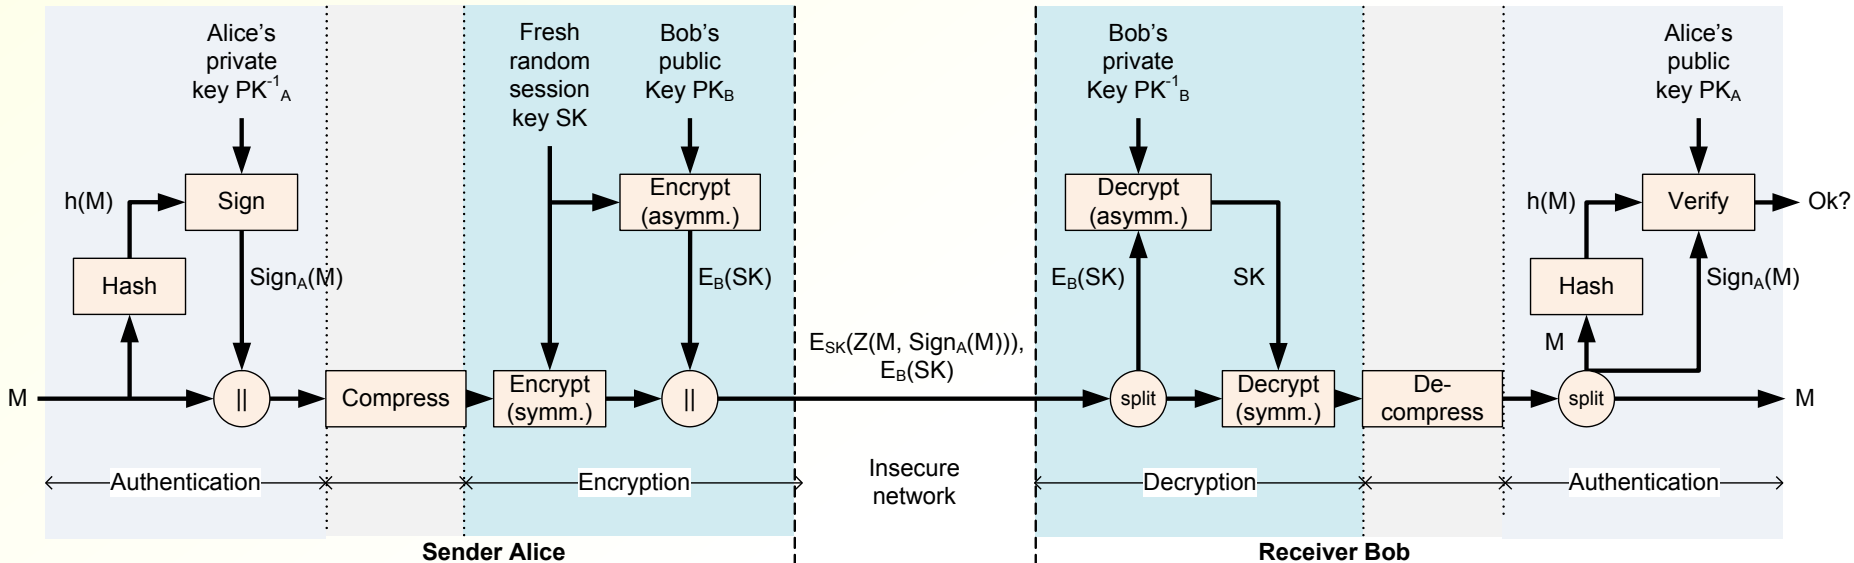 Alice's
private
key PK⁻¹A
Fresh
random
session
key SK
Bob's
public
Key PKB
Bob's
private
Key PK⁻¹B
Alice's
public
key PKA
h(M)
Sign
Encrypt
(asymm.)
Decrypt
(asymm.)
h(M)
Verify
Ok?
Hash
SignA(M)
EB(SK)
EB(SK)
SK
Hash
SignA(M)
M
ESK(Z(M, SignA(M))),
EB(SK)
M
||
Compress
Encrypt
(symm.)
||
split
Decrypt
(symm.)
De-
compress
split
M
Authentication
Encryption
Insecure
network
Decryption
Authentication
Sender Alice
Receiver Bob